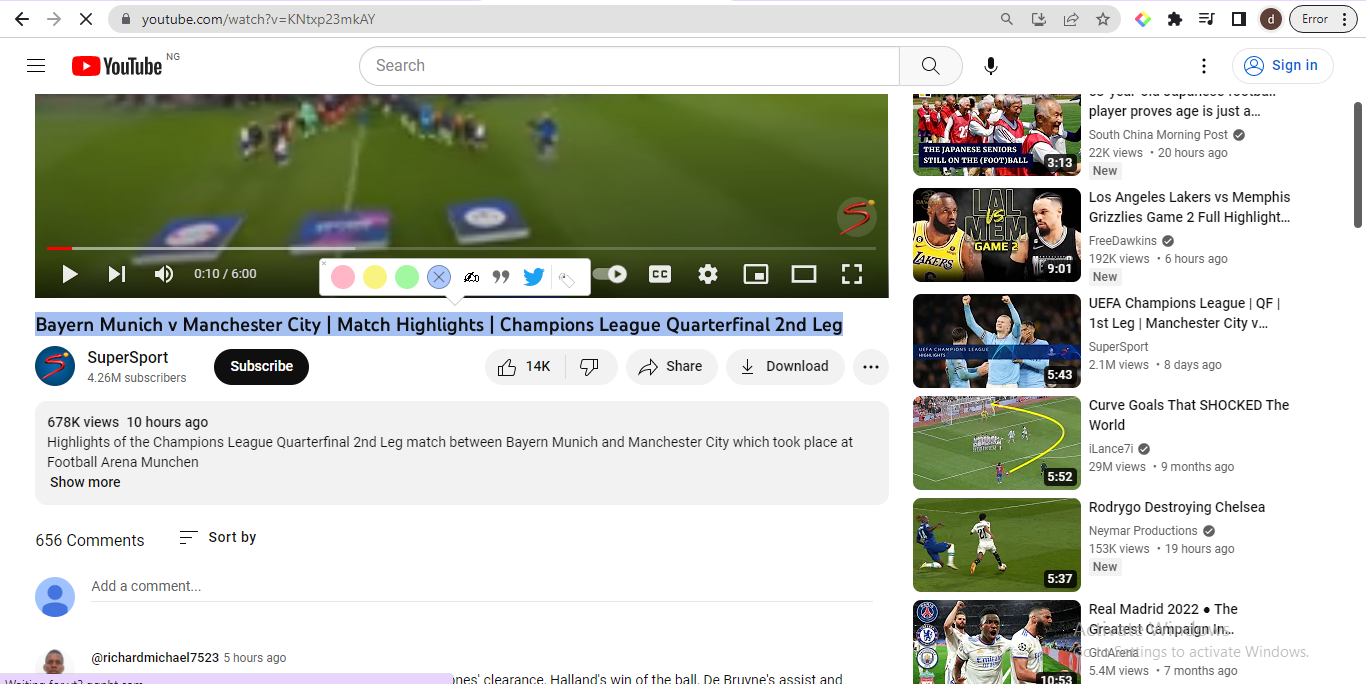 youtube.com/watch?v=KNtxp23mkAY
d
Error
YouTube NG
Search
Sign in
0:10 / 6:00
CC
Bayern Munich v Manchester City | Match Highlights | Champions League Quarterfinal 2nd Leg
SuperSport
4.26M subscribers
Subscribe
14K
Share
Download
678K views 10 hours ago
Highlights of the Champions League Quarterfinal 2nd Leg match between Bayern Munich and Manchester City which took place at
Football Arena Munchen
Show more
656 Comments
Sort by
Add a comment...
@richardmichael7523 5 hours ago
clearance, Halland's win of the ball, De Bruyne's assist and
player proves age is just a...
South China Morning Post
22K views • 20 hours ago
New
THE JAPANESE SENIORS
STILL ON THE (FOOT)BALL
3:13
Los Angeles Lakers vs Memphis
Grizzlies Game 2 Full Highlight...
FreeDawkins
192K views • 6 hours ago
New
LAL
VS
MEM
GAME 2
9:01
UEFA Champions League | QF |
1st Leg | Manchester City v...
SuperSport
2.1M views • 8 days ago
UEFA CHAMPIONS LEAGUE
HIGHLIGHTS
5:43
Curve Goals That SHOCKED The
World
iLance7i
29M views • 9 months ago
5:52
Rodrygo Destroying Chelsea
Neymar Productions
153K views • 19 hours ago
New
5:37
Real Madrid 2022 ● The
Greatest Campaign In...
GroArena
5.4M views • 7 months ago
10:53
Activate Windows
Go to Settings to activate Windows.